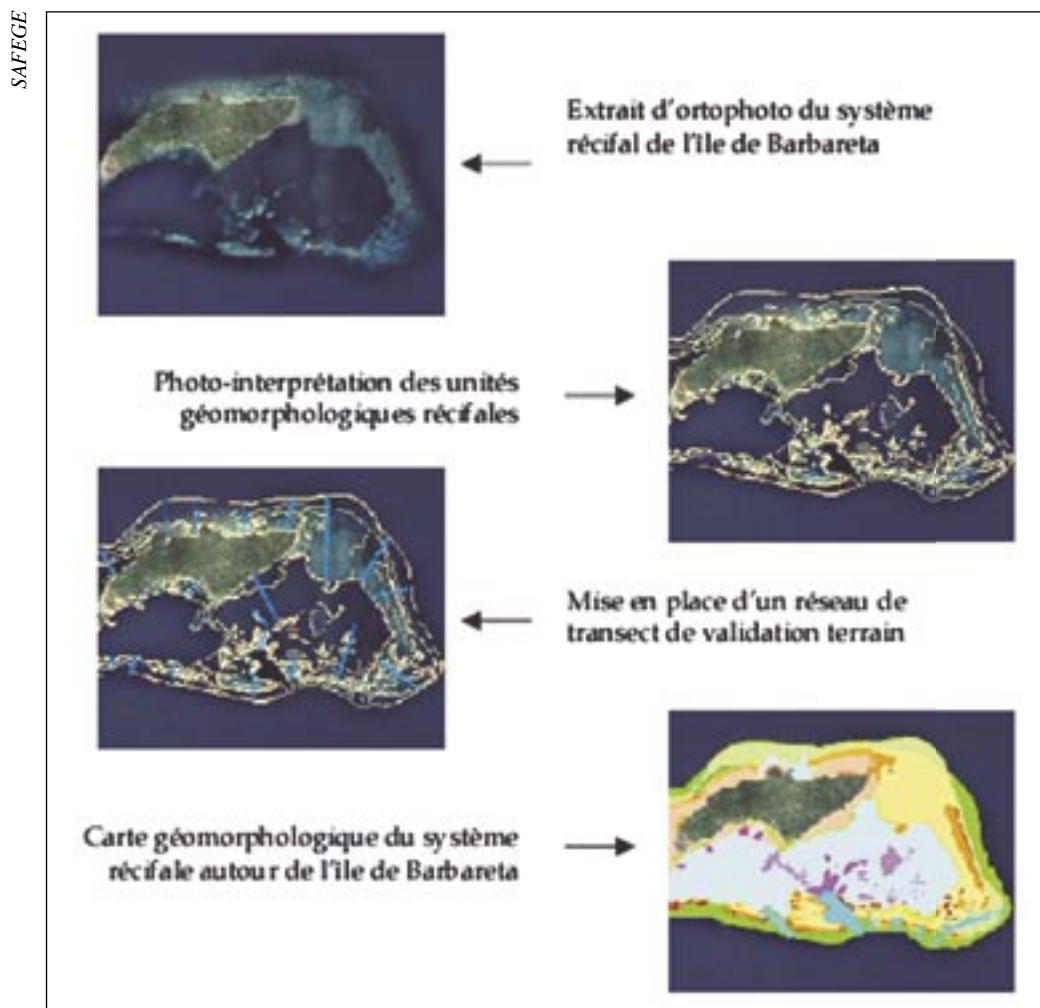 SAFEGE
Extrait d'ortophoto du système
récifal de l'île de Barbareta
Photo-interprétation des unités
géomorphologiques récifales
Mise en place d'un réseau de
transect de validation terrain
Carte géomorphologique du système
récifale autour de l'île de Barbareta